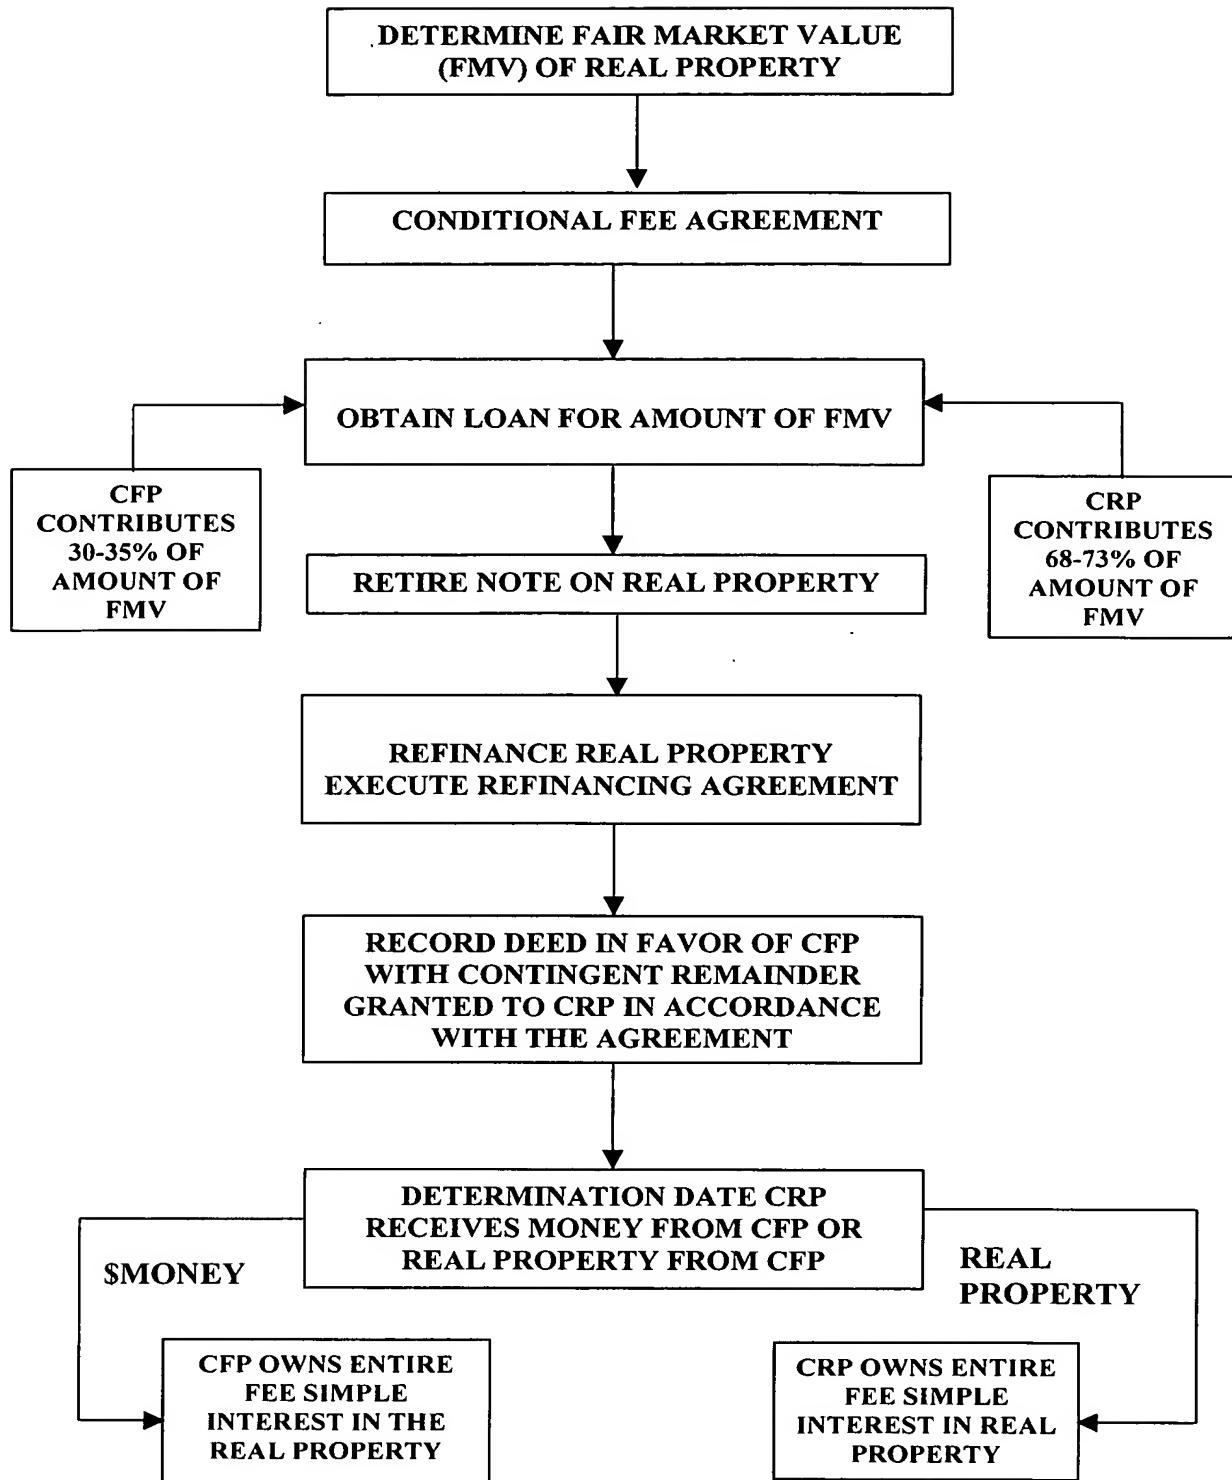 DETERMINE FAIR MARKET VALUE
(FMV) OF REAL PROPERTY
CONDITIONAL FEE AGREEMENT
OBTAIN LOAN FOR AMOUNT OF FMV
CFP
CONTRIBUTES
30-35% OF
AMOUNT OF
FMV
CRP
CONTRIBUTES
68-73% OF
AMOUNT OF
FMV
RETIRE NOTE ON REAL PROPERTY
REFINANCE REAL PROPERTY
EXECUTE REFINANCING AGREEMENT
RECORD DEED IN FAVOR OF CFP
WITH CONTINGENT REMAINDER
GRANTED TO CRP IN ACCORDANCE
WITH THE AGREEMENT
DETERMINATION DATE CRP
RECEIVES MONEY FROM CFP OR
REAL PROPERTY FROM CFP
$MONEY
REAL
PROPERTY
CFP OWNS ENTIRE
FEE SIMPLE
INTEREST IN THE
REAL PROPERTY
CRP OWNS ENTIRE
FEE SIMPLE
INTEREST IN REAL
PROPERTY